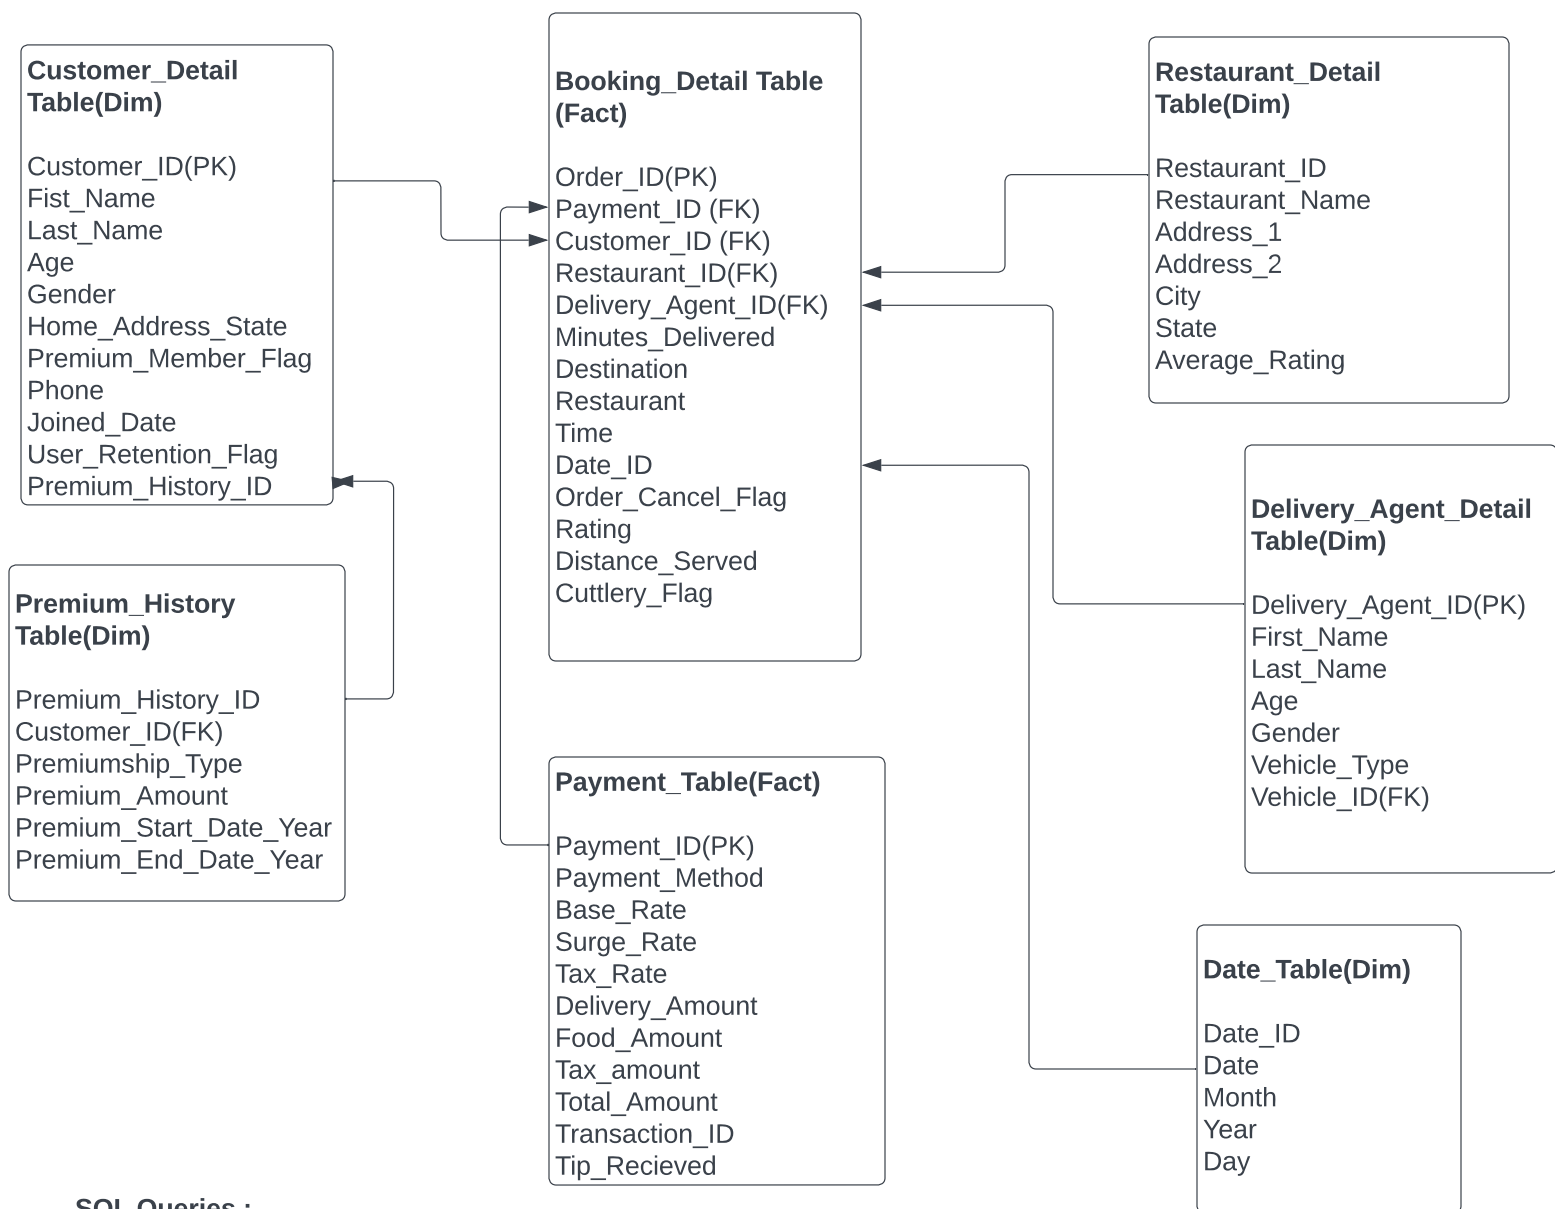 Customer_Detail
Table(Dim)
Customer_ID(PK)
Fist_Name
Last_Name
Age
Gender
Home_Address_State
Premium_Member_Flag
Phone
Joined_Date
User_Retention_Flag
Premium_History_ID
Premium_History
Table(Dim)
Premium_History_ID
Customer_ID(FK)
Premiumship_Type
Premium_Amount
Premium_Start_Date_Year
Premium_End_Date_Year
Booking_Detail Table
(Fact)
Order_ID(PK)
Payment_ID (FK)
Customer_ID (FK)
Restaurant_ID(FK)
Delivery_Agent_ID(FK)
Minutes_Delivered
Destination
Restaurant
Time
Date_ID
Order_Cancel_Flag
Rating
Distance_Served
Cuttlery_Flag
Payment_Table(Fact)
Payment_ID(PK)
Payment_Method
Base_Rate
Surge_Rate
Tax_Rate
Delivery_Amount
Food_Amount
Tax_amount
Total_Amount
Transaction_ID
Tip_Recieved
Restaurant_Detail
Table(Dim)
Restaurant_ID
Restaurant_Name
Address_1
Address_2
City
State
Average_Rating
Delivery_Agent_Detail
Table(Dim)
Delivery_Agent_ID(PK)
First_Name
Last_Name
Age
Gender
Vehicle_Type
Vehicle_ID(FK)
Date_Table(Dim)
Date_ID
Date
Month
Year
Day
SQL Queries :